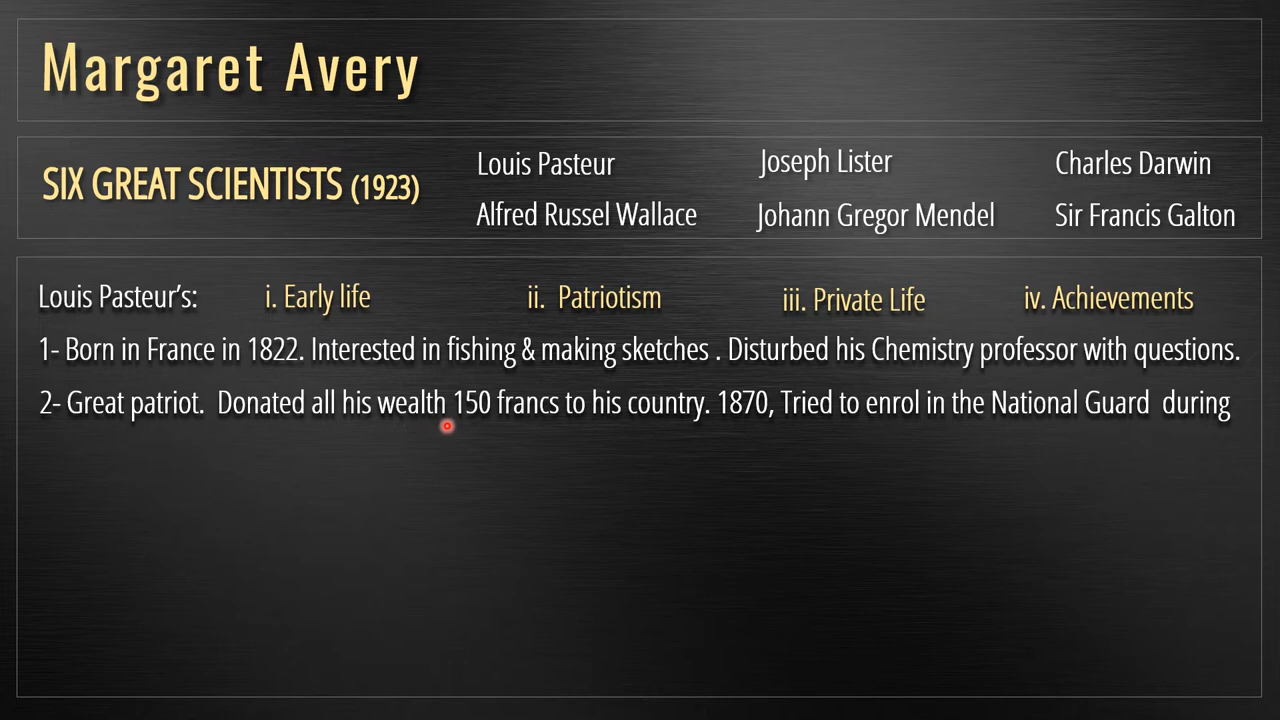 Margaret Avery
SIX GREAT SCIENTISTS (1923)
Louis Pasteur
Joseph Lister
Charles Darwin
Alfred Russel Wallace
Johann Gregor Mendel
Sir Francis Galton
Louis Pasteur's: i. Early life ii. Patriotism iii. Private Life iv. Achievements
1- Born in France in 1822. Interested in fishing & making sketches . Disturbed his Chemistry professor with questions.
2- Great patriot. Donated all his wealth 150 francs to his country. 1870, Tried to enrol in the National Guard during